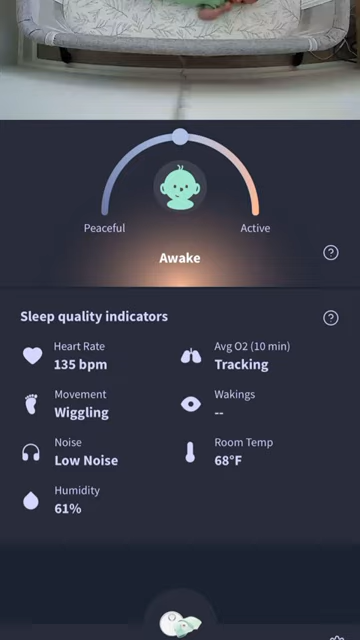 Peaceful
Active
Awake
Sleep quality indicators
Heart Rate
135 bpm
Avg O2 (10 min)
Tracking
Movement
Wiggling
Wakings
--
Noise
Low Noise
Room Temp
68°F
Humidity
61%